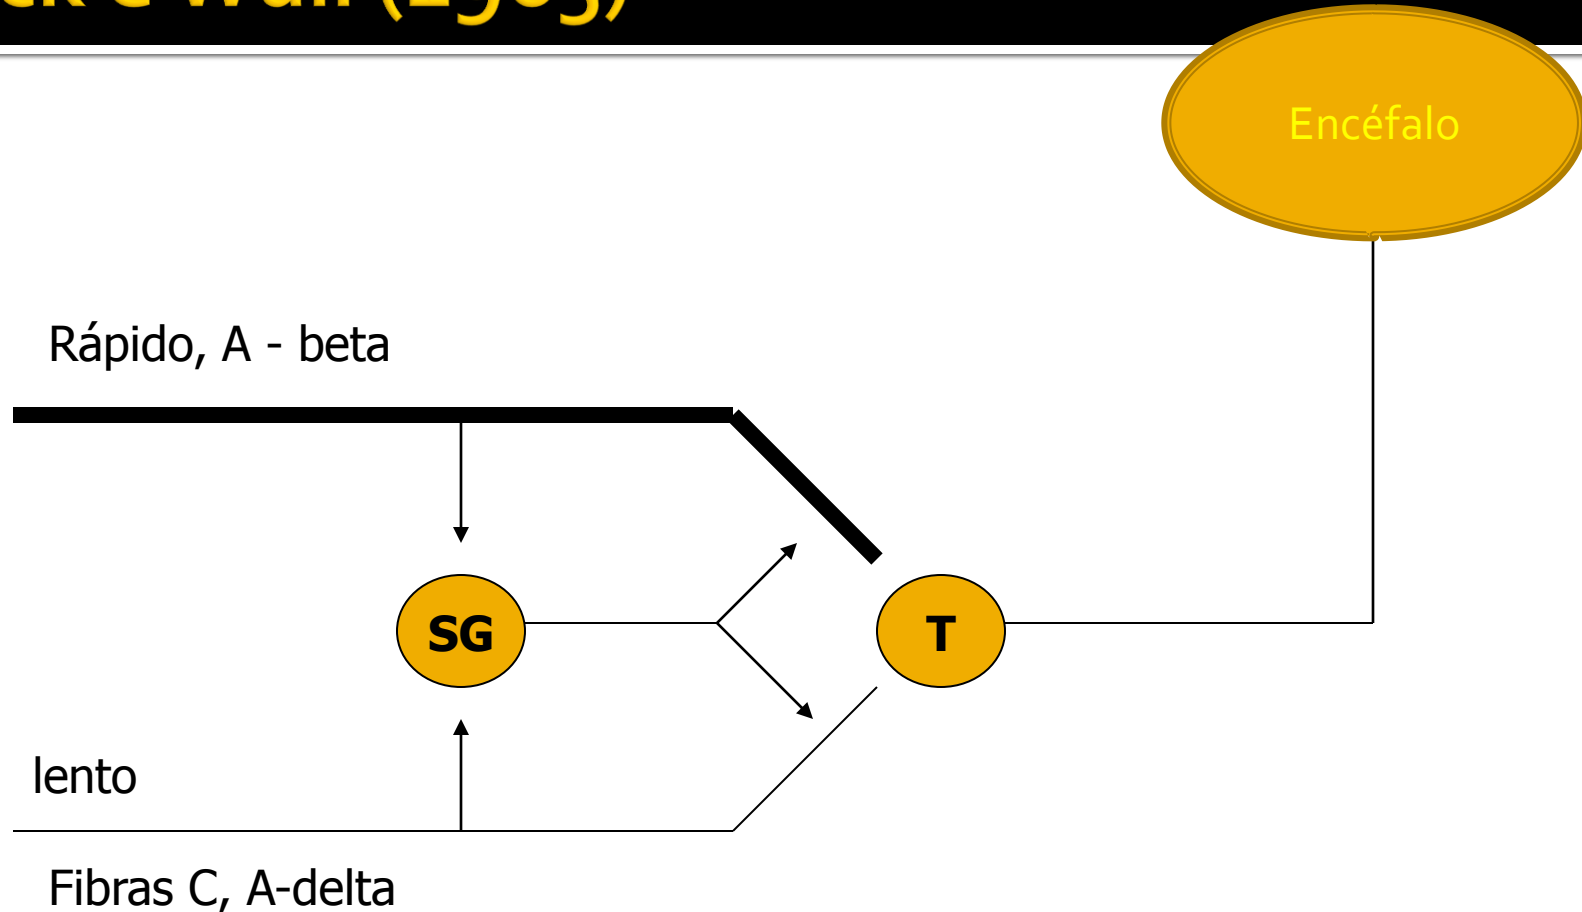 Encéfalo
Rápido, A - beta
SG
T
lento
Fibras C, A-delta